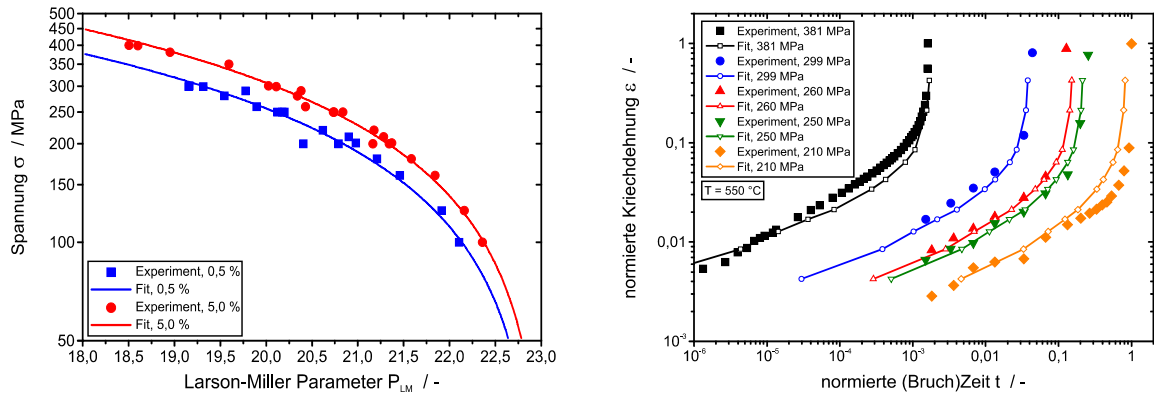 500
400
350
300
250
200
150
100
50
Spannung σ / MPa
Experiment, 0,5 %
Fit, 0,5 %
Experiment, 5,0 %
Fit, 5,0 %
18,0 18,5 19,0 19,5 20,0 20,5 21,0 21,5 22,0 22,5 23,0
Larson-Miller Parameter P_LM / -
1
0,1
0,01
10^-3
normierte Kriechdehnung ε / -
Experiment, 381 MPa
Fit, 381 MPa
Experiment, 299 MPa
Fit, 299 MPa
Experiment, 260 MPa
Fit, 260 MPa
Experiment, 250 MPa
Fit, 250 MPa
Experiment, 210 MPa
Fit, 210 MPa
T = 550 °C
10^-6 10^-5 10^-4 10^-3 0,01 0,1 1
normierte (Bruch)Zeit t / -